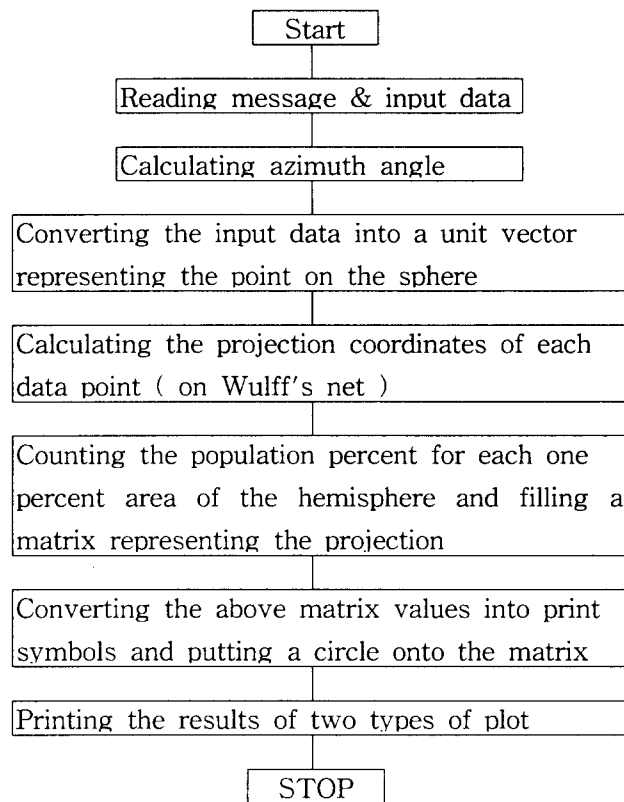 Start
Reading message & input data
Calculating azimuth angle
Converting the input data into a unit vector
representing the point on the sphere
Calculating the projection coordinates of each
data point ( on Wulff's net )
Counting the population percent for each one
percent area of the hemisphere and filling a
matrix representing the projection
Converting the above matrix values into print
symbols and putting a circle onto the matrix
Printing the results of two types of plot
STOP